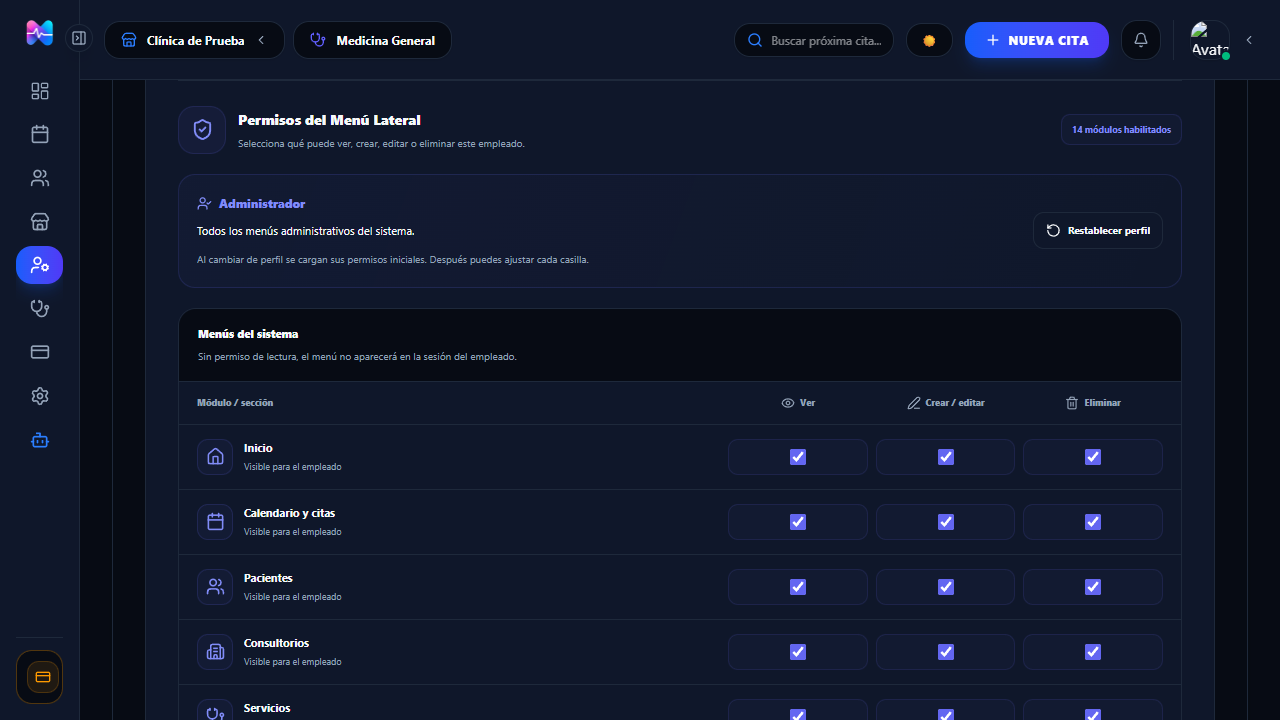 Clínica de Prueba
Medicina General
Buscar próxima cita...
NUEVA CITA
Avata
Permisos del Menú Lateral
Selecciona qué puede ver, crear, editar o eliminar este empleado.
14 módulos habilitados
Administrador
Todos los menús administrativos del sistema.
Al cambiar de perfil se cargan sus permisos iniciales. Después puedes ajustar cada casilla.
Restablecer perfil
Menús del sistema
Sin permiso de lectura, el menú no aparecerá en la sesión del empleado.
Módulo / sección
Ver
Crear / editar
Eliminar
Inicio
Visible para el empleado
Calendario y citas
Visible para el empleado
Pacientes
Visible para el empleado
Consultorios
Visible para el empleado
Servicios